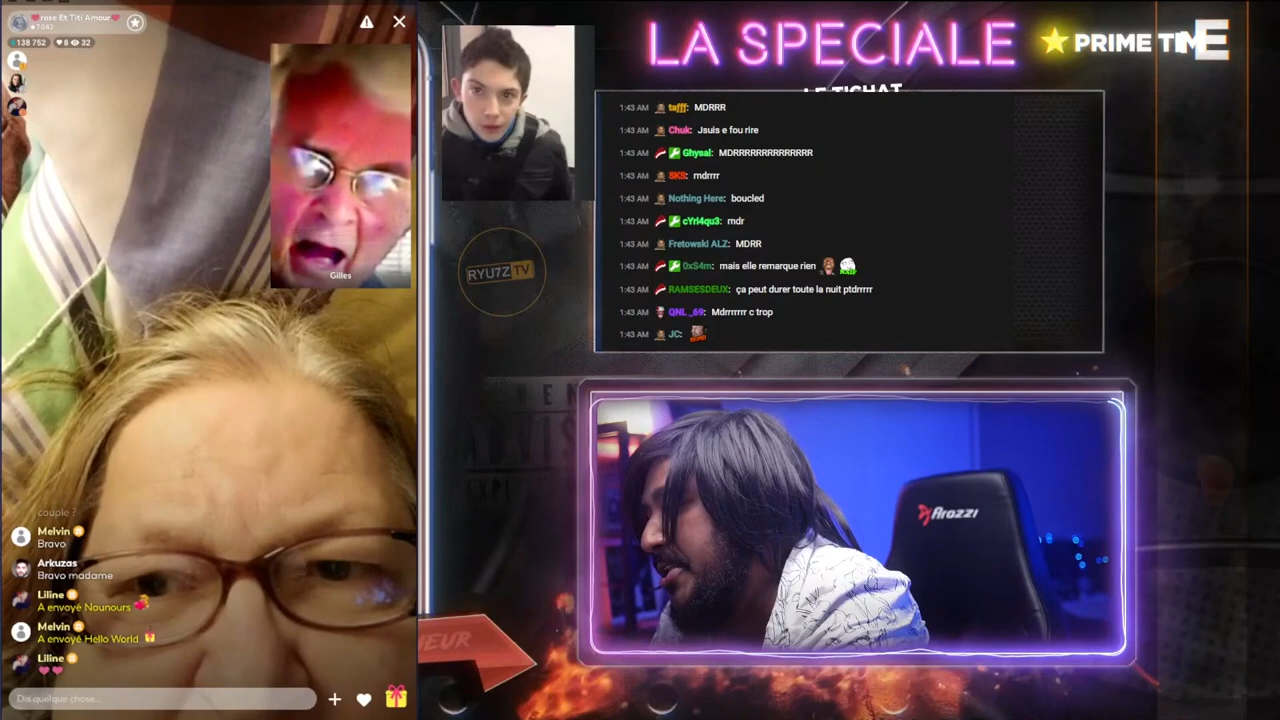 rose Et Titi Amour
138 752 8 32
Gilles
couple ?
Melvin
Bravo
Arkuzas
Bravo madame
Liline
A envoyé Nounours
Melvin
A envoyé Hello World
Liline
Dis quelque chose...
LA SPECIALE
PRIME TIME
1:43 AM tafff: MDRRR
1:43 AM Chuk: Jsuis e fou rire
1:43 AM Ghysal: MDRRRRRRRRRRRRRR
1:43 AM SKS: mdrrrr
1:43 AM Nothing Here: boucled
1:43 AM cYrl4qu3: mdr
1:43 AM Fretowski ALZ: MDRR
1:43 AM 0xS4m: mais elle remarque rien
1:43 AM RAMSESDEUX: ça peut durer toute la nuit ptdrrrrr
1:43 AM QNL_69: Mdrrrrrrr c trop
1:43 AM JC:
RYU7Z TV
Arozzi